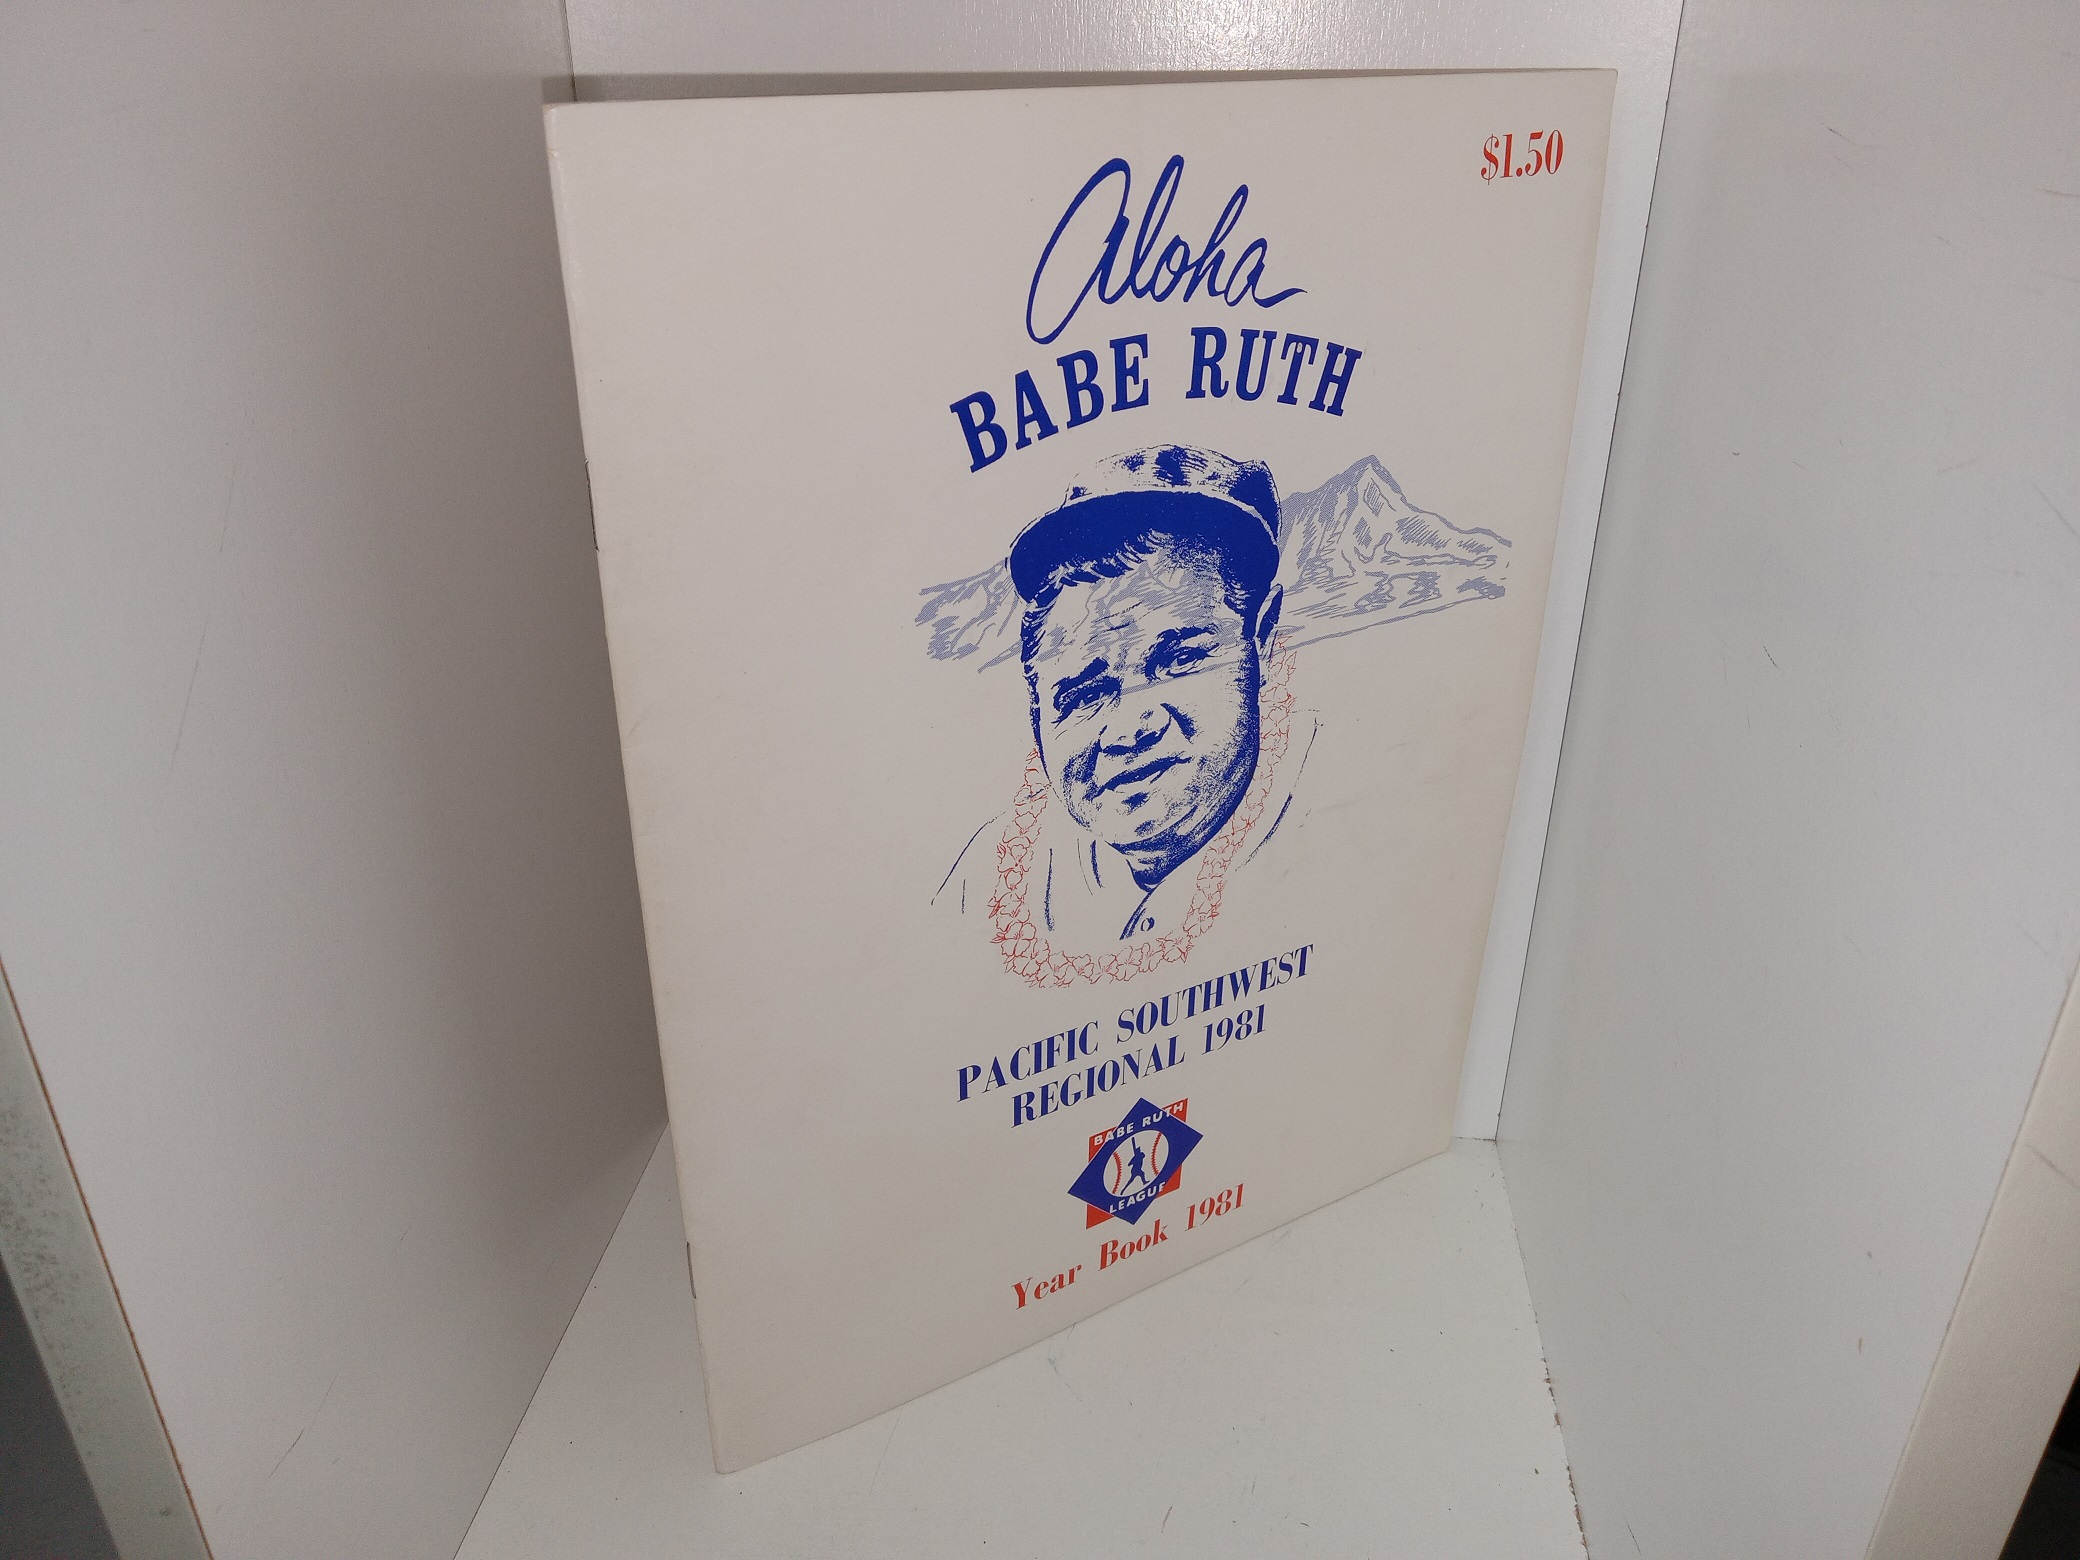 $1.50
Aloha
BABE RUTH
PACIFIC SOUTHWEST
REGIONAL 1981
BABE RUTH
LEAGUE
Year Book 1981